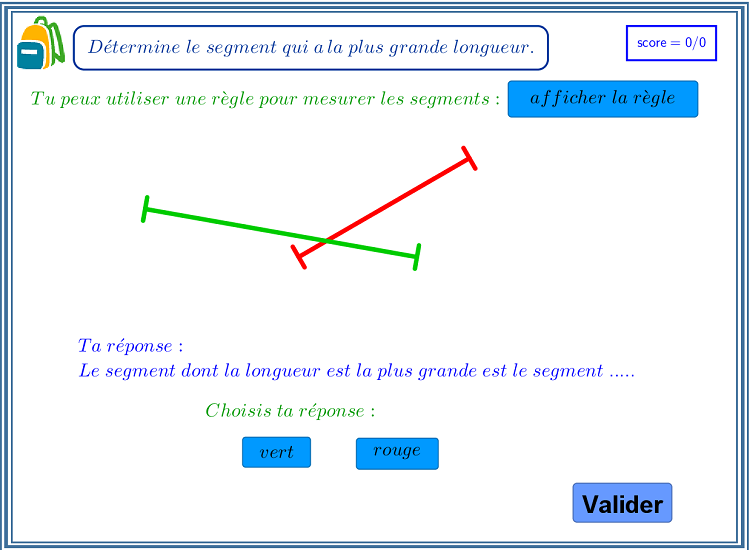 Détermine le segment qui a la plus grande longueur.
score = 0/0
Tu peux utiliser une règle pour mesurer les segments : afficher la règle
Ta réponse :
Le segment dont la longueur est la plus grande est le segment .....
Choisis ta réponse :
vert rouge
Valider